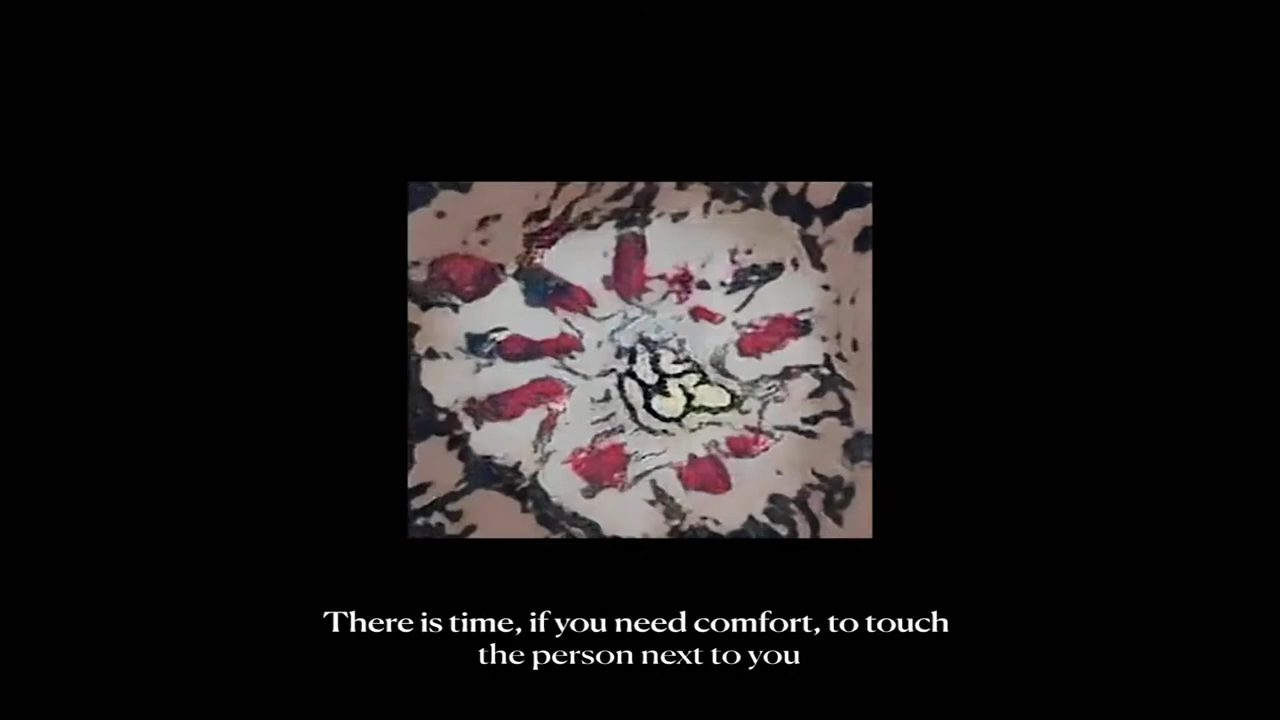 There is time, if you need comfort, to touch
the person next to you